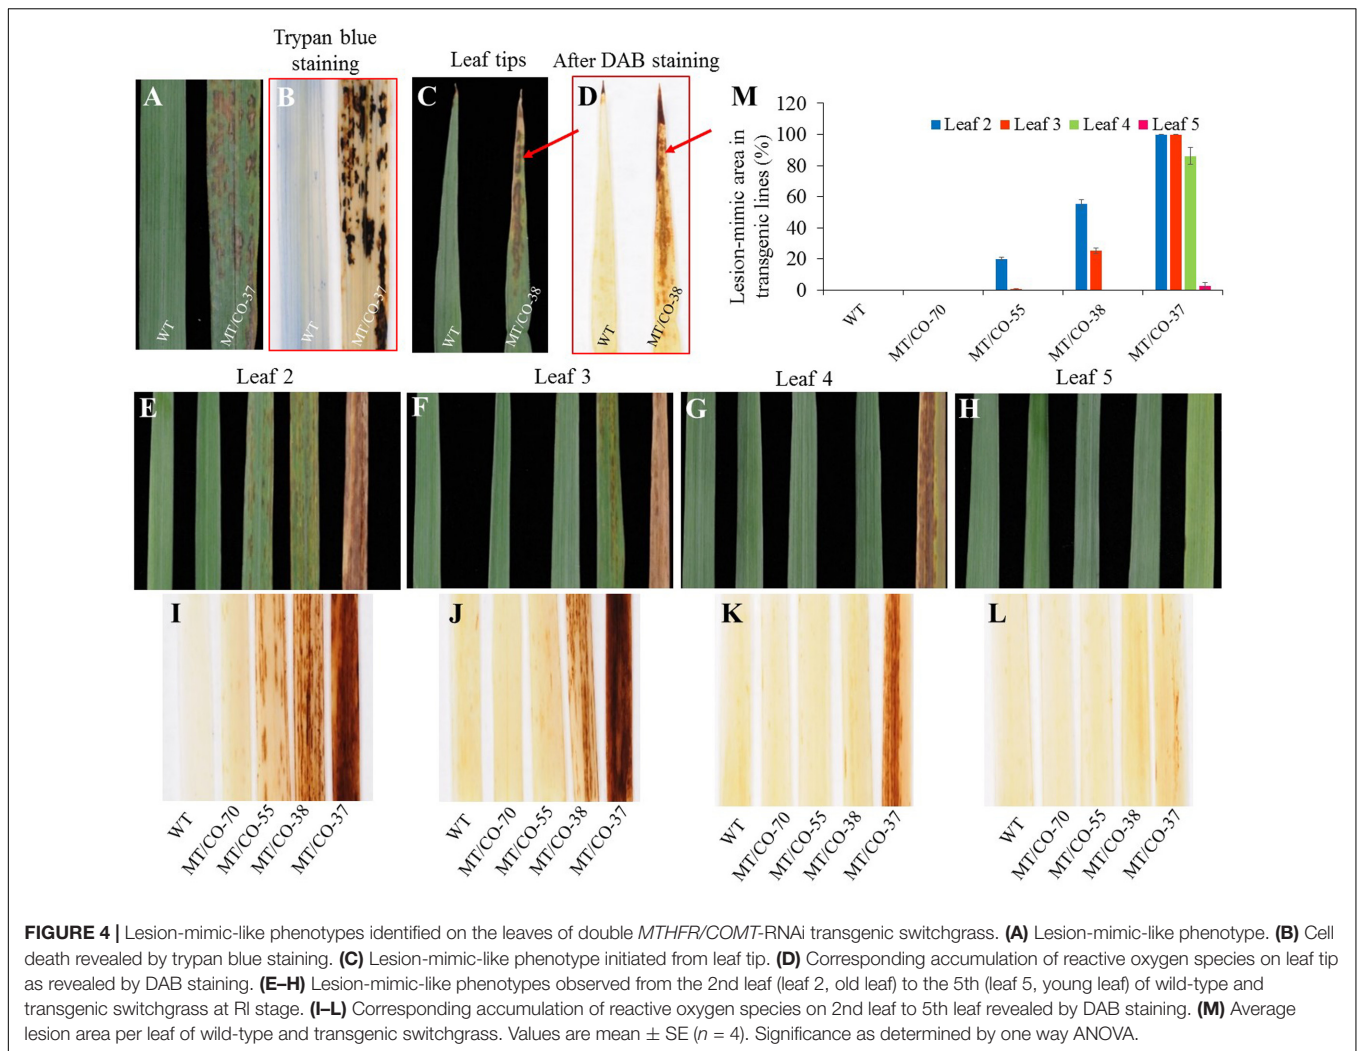 Trypan blue
staining
Leaf tips
After DAB staining
A
B
C
D
M
WT
MT/CO-37
WT
MT/CO-37
WT
MT/CO-38
WT
MT/CO-38
Lesion-mimic area in
transgenic lines (%)
120
100
80
60
40
20
0
Leaf 2
Leaf 3
Leaf 4
Leaf 5
WT
MT/CO-70
MT/CO-55
MT/CO-38
MT/CO-37
Leaf 2
Leaf 3
Leaf 4
Leaf 5
E
F
G
H
I
J
K
L
WT
MT/CO-70
MT/CO-55
MT/CO-38
MT/CO-37
WT
MT/CO-70
MT/CO-55
MT/CO-38
MT/CO-37
WT
MT/CO-70
MT/CO-55
MT/CO-38
MT/CO-37
WT
MT/CO-70
MT/CO-55
MT/CO-38
MT/CO-37
FIGURE 4 | Lesion-mimic-like phenotypes identified on the leaves of double MTHFR/COMT-RNAi transgenic switchgrass. (A) Lesion-mimic-like phenotype. (B) Cell
death revealed by trypan blue staining. (C) Lesion-mimic-like phenotype initiated from leaf tip. (D) Corresponding accumulation of reactive oxygen species on leaf tip
as revealed by DAB staining. (E–H) Lesion-mimic-like phenotypes observed from the 2nd leaf (leaf 2, old leaf) to the 5th (leaf 5, young leaf) of wild-type and
transgenic switchgrass at RI stage. (I–L) Corresponding accumulation of reactive oxygen species on 2nd leaf to 5th leaf revealed by DAB staining. (M) Average
lesion area per leaf of wild-type and transgenic switchgrass. Values are mean ± SE (n = 4). Significance as determined by one way ANOVA.